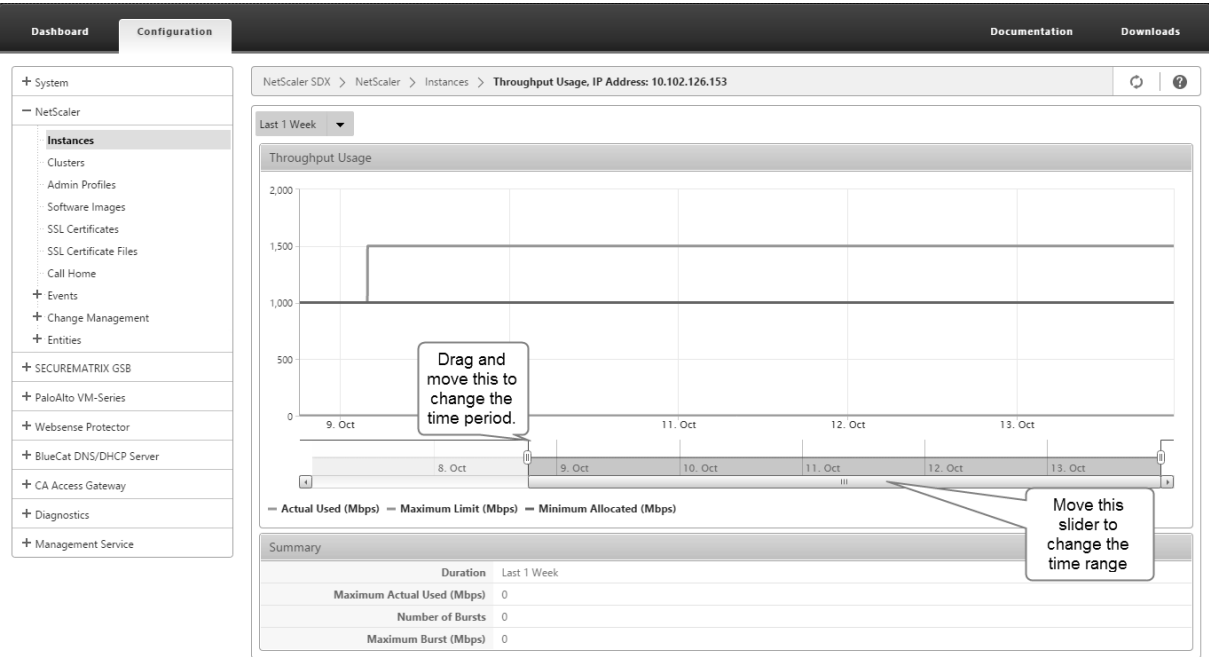 Dashboard
Configuration
Documentation
Downloads
+ System
− NetScaler
Instances
Clusters
Admin Profiles
Software Images
SSL Certificates
SSL Certificate Files
Call Home
+ Events
+ Change Management
+ Entities
+ SECUREMATRIX GSB
+ PaloAlto VM-Series
+ Websense Protector
+ BlueCat DNS/DHCP Server
+ CA Access Gateway
+ Diagnostics
+ Management Service
NetScaler SDX > NetScaler > Instances > Throughput Usage, IP Address: 10.102.126.153
Last 1 Week
Throughput Usage
2,000
1,500
1,000
500
0
Drag and
move this to
change the
time period.
9. Oct 11. Oct 12. Oct 13. Oct
8. Oct 9. Oct 10. Oct 11. Oct 12. Oct 13. Oct
Actual Used (Mbps) Maximum Limit (Mbps) Minimum Allocated (Mbps)
Move this
slider to
change the
time range
Summary
Duration Last 1 Week
Maximum Actual Used (Mbps) 0
Number of Bursts 0
Maximum Burst (Mbps) 0